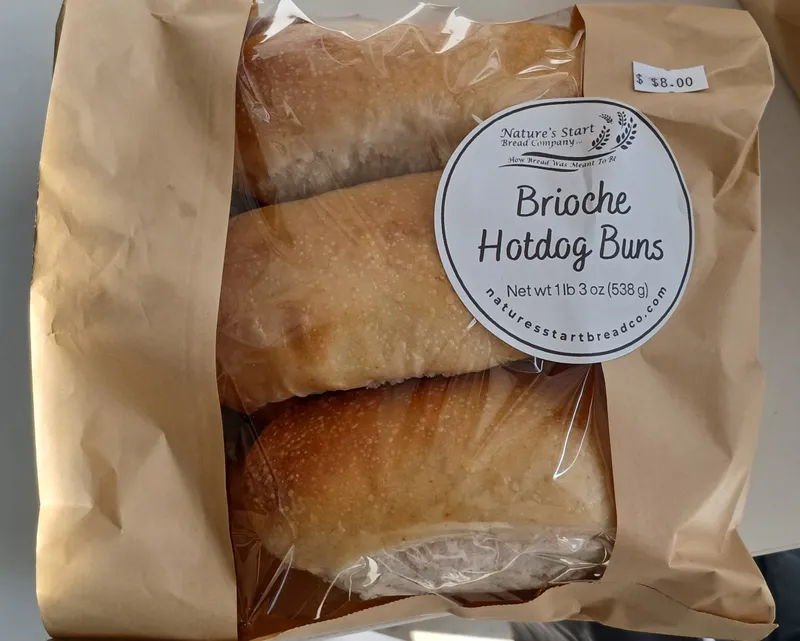 $ $8.00
Nature's Start
Bread Company LLC
How Bread Was Meant To Be
Brioche
Hotdog Buns
Net wt 1 lb 3 oz (538 g)
naturesstartbreadco.com